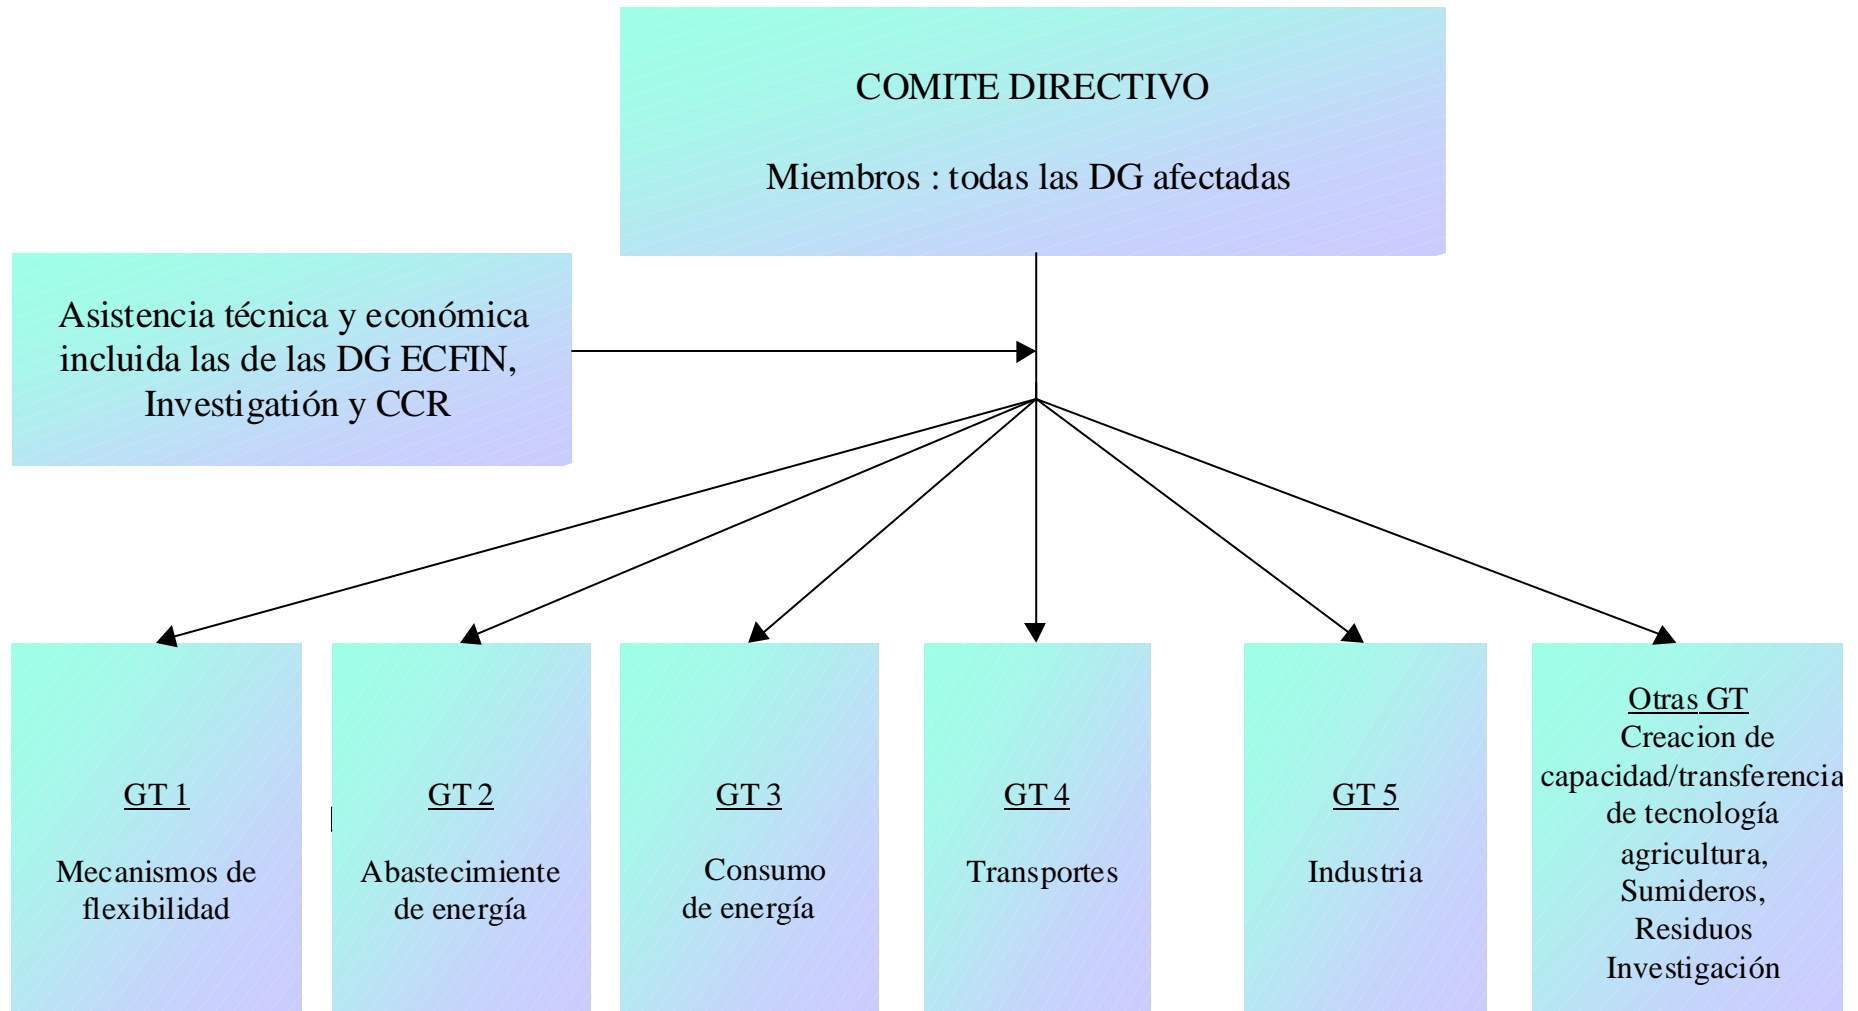 COMITE DIRECTIVO
Miembros : todas las DG afectadas
Asistencia técnica y económica
incluida las de las DG ECFIN,
Investigatión y CCR
GT 1
Mecanismos de
flexibilidad
GT 2
Abastecimiente
de energía
GT 3
Consumo
de energía
GT 4
Transportes
GT 5
Industria
Otras GT
Creacion de
capacidad/transferencia
de tecnología
agricultura,
Sumideros,
Residuos
Investigación